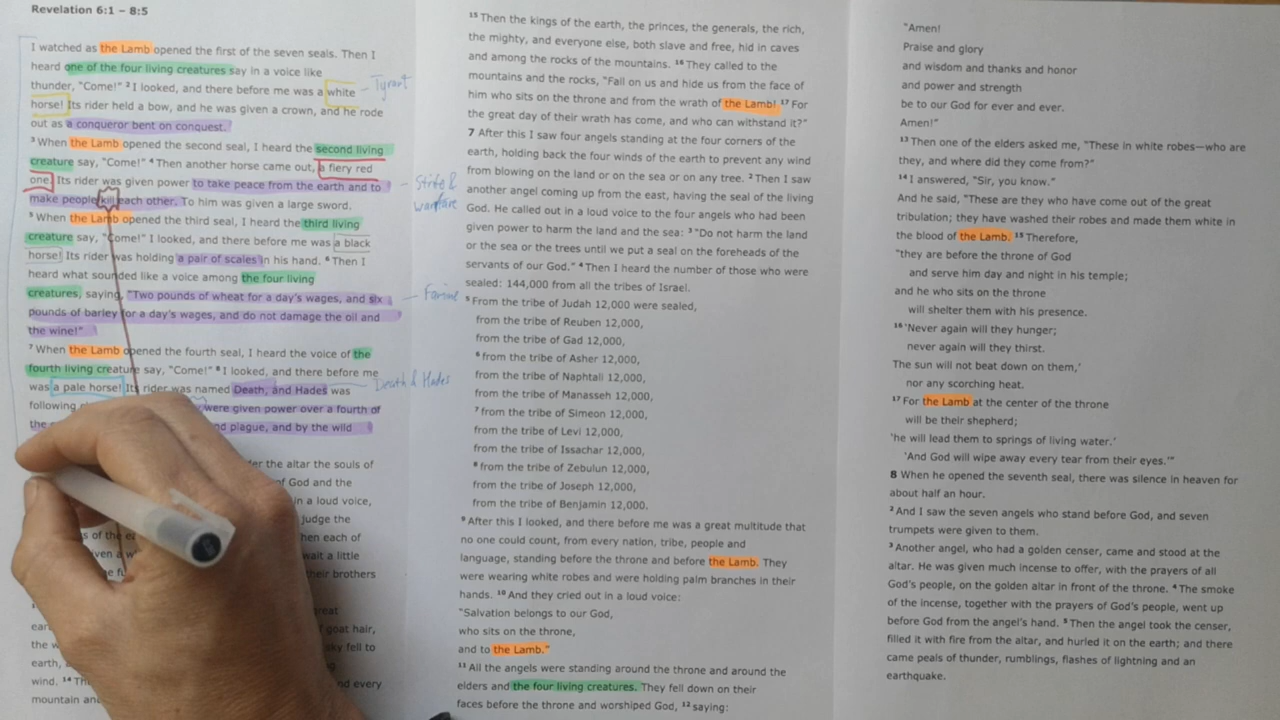 Revelation 6:1 – 8:5
I watched as the Lamb opened the first of the seven seals. Then I
heard one of the four living creatures say in a voice like
thunder, "Come!" ² I looked, and there before me was a white
horse! Its rider held a bow, and he was given a crown, and he rode
out as a conqueror bent on conquest.
Tyrant
³ When the Lamb opened the second seal, I heard the second living
creature say, "Come!" ⁴ Then another horse came out, a fiery red
one. Its rider was given power to take peace from the earth and to
make people kill each other. To him was given a large sword.
Strife &
warfare
⁵ When the Lamb opened the third seal, I heard the third living
creature say, "Come!" I looked, and there before me was a black
horse! Its rider was holding a pair of scales in his hand. ⁶ Then I
heard what sounded like a voice among the four living
creatures, saying, "Two pounds of wheat for a day's wages, and six
pounds of barley for a day's wages, and do not damage the oil and
the wine!"
Famine
⁷ When the Lamb opened the fourth seal, I heard the voice of the
fourth living creature say, "Come!" ⁸ I looked, and there before me
was a pale horse! Its rider was named Death, and Hades was
Death & Hades
following were given power over a fourth of
the and plague, and by the wild
under the altar the souls of
of God and the
in a loud voice,
judge the
of the then each of
given a wait a little
the their brothers
great
goat hair,
the sky fell to
earth,
wind. ¹⁴ and every
mountain
¹⁵ Then the kings of the earth, the princes, the generals, the rich,
the mighty, and everyone else, both slave and free, hid in caves
and among the rocks of the mountains. ¹⁶ They called to the
mountains and the rocks, "Fall on us and hide us from the face of
him who sits on the throne and from the wrath of the Lamb! ¹⁷ For
the great day of their wrath has come, and who can withstand it?"
7 After this I saw four angels standing at the four corners of the
earth, holding back the four winds of the earth to prevent any wind
from blowing on the land or on the sea or on any tree. ² Then I saw
another angel coming up from the east, having the seal of the living
God. He called out in a loud voice to the four angels who had been
given power to harm the land and the sea: ³ "Do not harm the land
or the sea or the trees until we put a seal on the foreheads of the
servants of our God." ⁴ Then I heard the number of those who were
sealed: 144,000 from all the tribes of Israel.
⁵ From the tribe of Judah 12,000 were sealed,
from the tribe of Reuben 12,000,
from the tribe of Gad 12,000,
⁶ from the tribe of Asher 12,000,
from the tribe of Naphtali 12,000,
from the tribe of Manasseh 12,000,
⁷ from the tribe of Simeon 12,000,
from the tribe of Levi 12,000,
from the tribe of Issachar 12,000,
⁸ from the tribe of Zebulun 12,000,
from the tribe of Joseph 12,000,
from the tribe of Benjamin 12,000.
⁹ After this I looked, and there before me was a great multitude that
no one could count, from every nation, tribe, people and
language, standing before the throne and before the Lamb. They
were wearing white robes and were holding palm branches in their
hands. ¹⁰ And they cried out in a loud voice:
"Salvation belongs to our God,
who sits on the throne,
and to the Lamb."
¹¹ All the angels were standing around the throne and around the
elders and the four living creatures. They fell down on their
faces before the throne and worshiped God, ¹² saying:
"Amen!
Praise and glory
and wisdom and thanks and honor
and power and strength
be to our God for ever and ever.
Amen!"
¹³ Then one of the elders asked me, "These in white robes—who are
they, and where did they come from?"
¹⁴ I answered, "Sir, you know."
And he said, "These are they who have come out of the great
tribulation; they have washed their robes and made them white in
the blood of the Lamb. ¹⁵ Therefore,
"they are before the throne of God
and serve him day and night in his temple;
and he who sits on the throne
will shelter them with his presence.
¹⁶ 'Never again will they hunger;
never again will they thirst.
The sun will not beat down on them,'
nor any scorching heat.
¹⁷ For the Lamb at the center of the throne
will be their shepherd;
'he will lead them to springs of living water.'
'And God will wipe away every tear from their eyes.'"
8 When he opened the seventh seal, there was silence in heaven for
about half an hour.
² And I saw the seven angels who stand before God, and seven
trumpets were given to them.
³ Another angel, who had a golden censer, came and stood at the
altar. He was given much incense to offer, with the prayers of all
God's people, on the golden altar in front of the throne. ⁴ The smoke
of the incense, together with the prayers of God's people, went up
before God from the angel's hand. ⁵ Then the angel took the censer,
filled it with fire from the altar, and hurled it on the earth; and there
came peals of thunder, rumblings, flashes of lightning and an
earthquake.